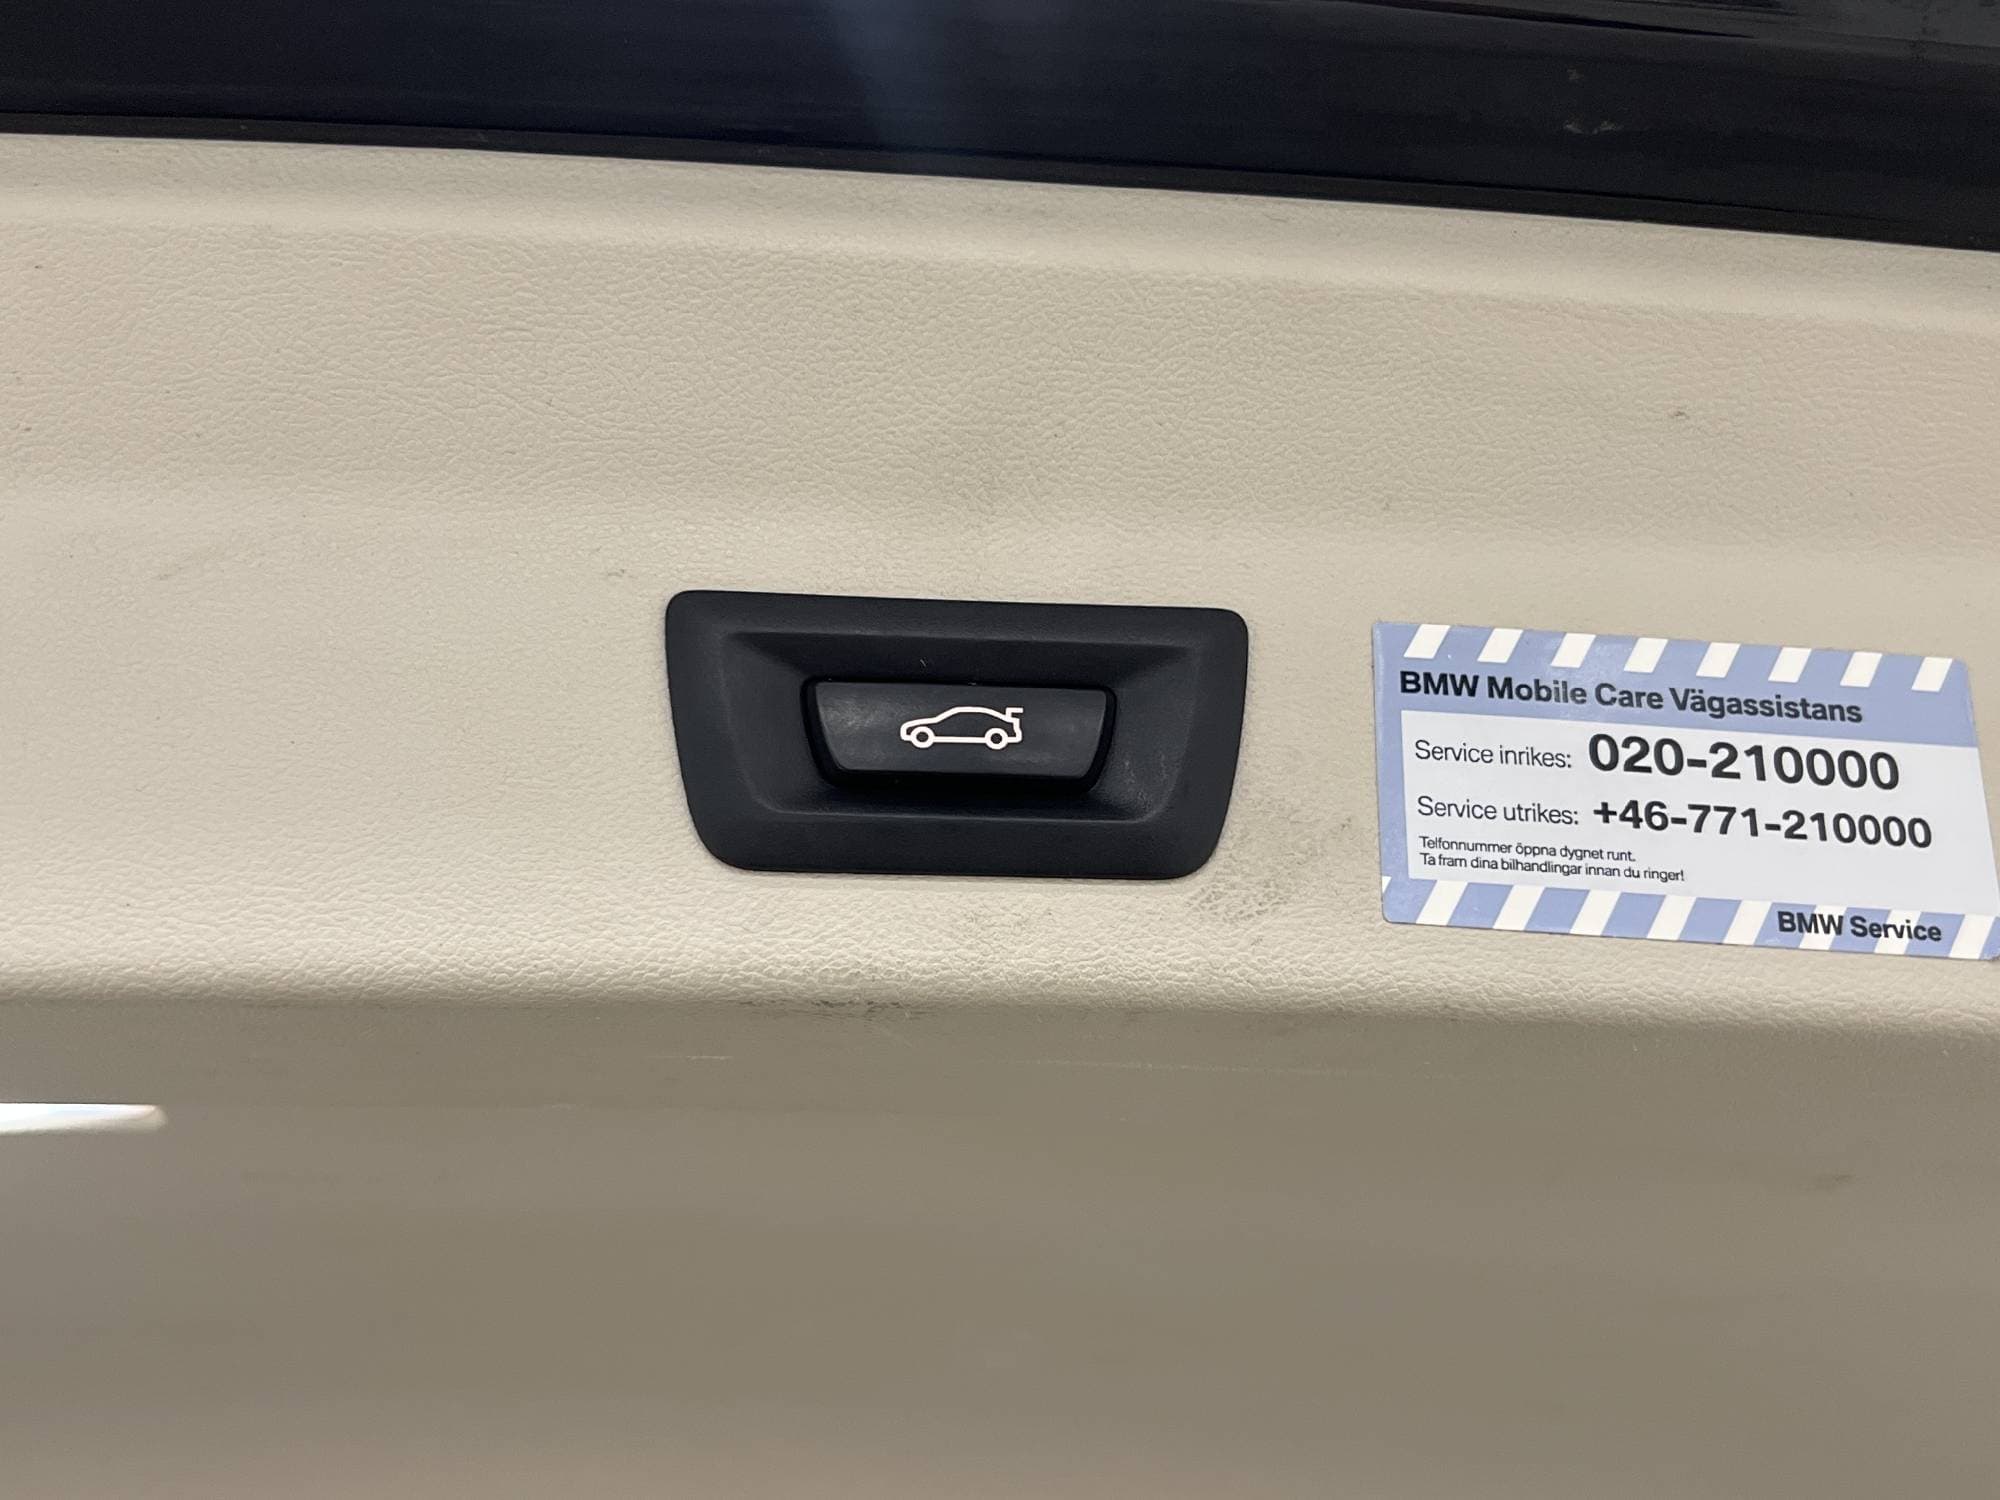 BMW Mobile Care Vägassistans
Service inrikes: 020-210000
Service utrikes: +46-771-210000
Telfonnummer öppna dygnet runt.
Ta fram dina bilhandlingar innan du ringer!
BMW Service